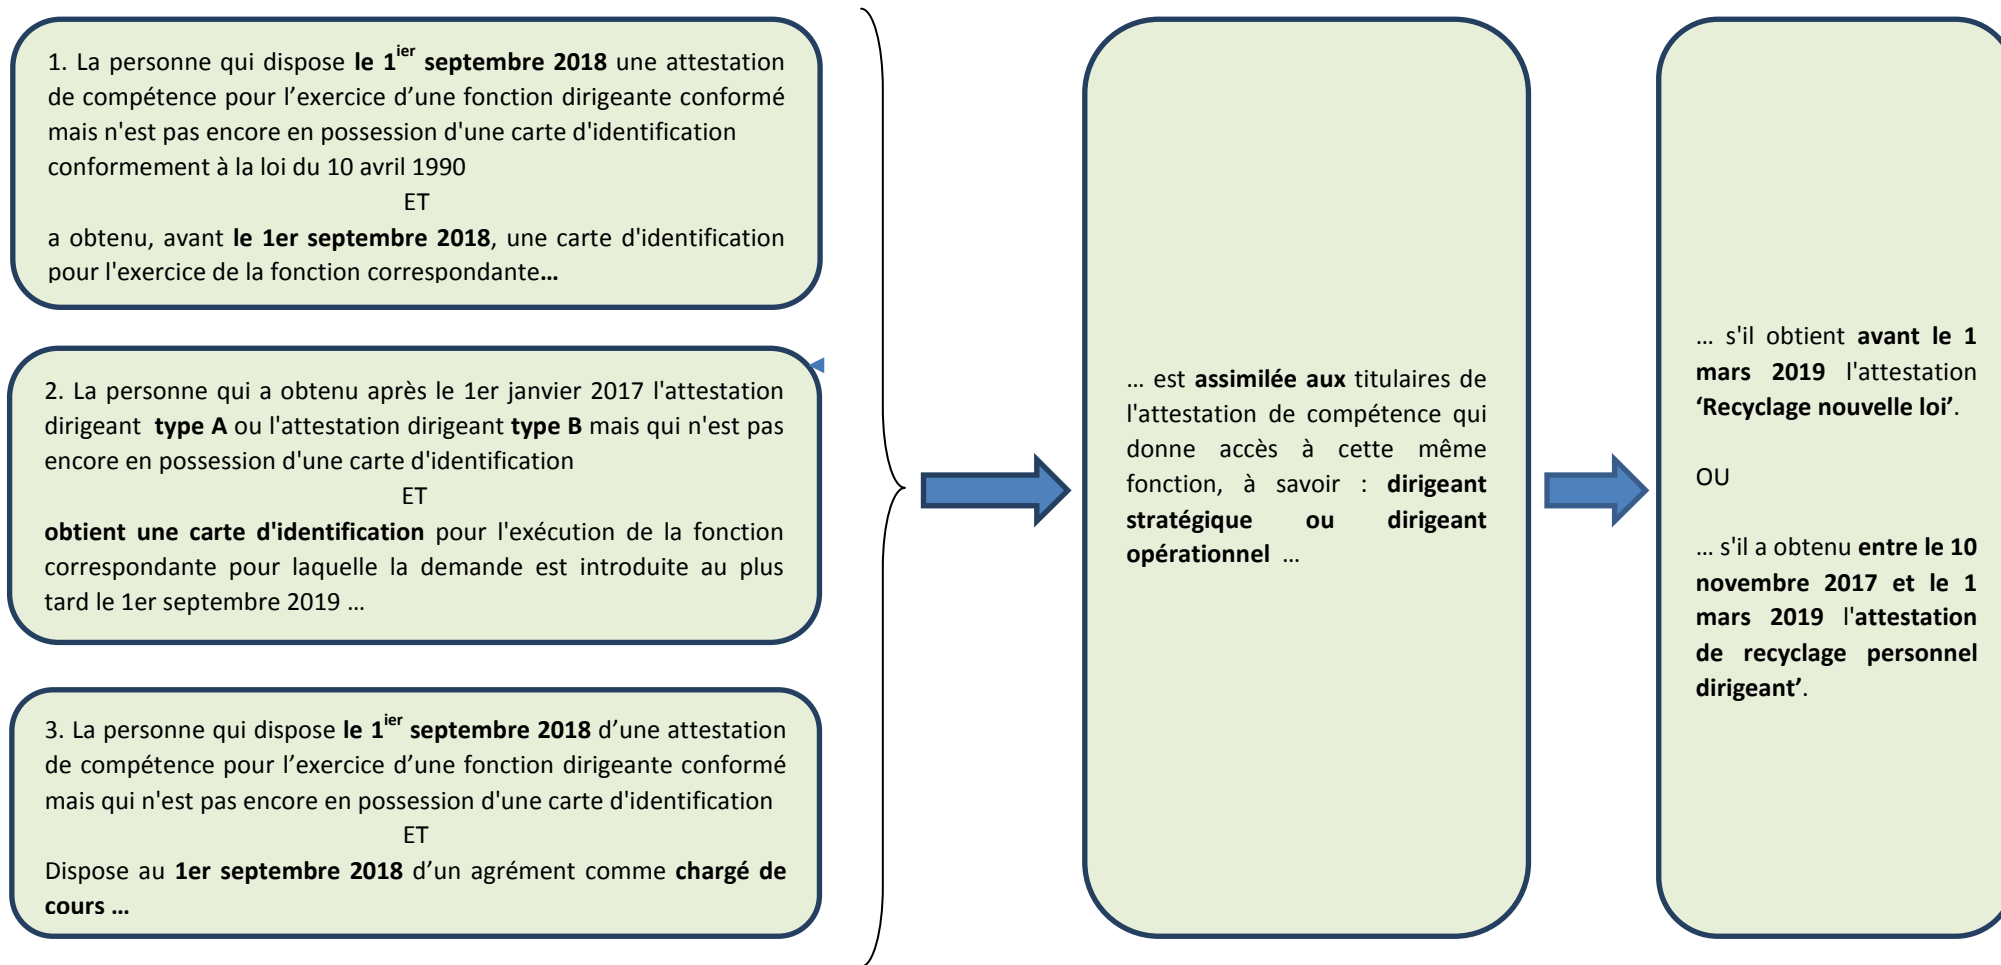 1. La personne qui dispose le 1ier septembre 2018 une attestation
de compétence pour l’exercice d’une fonction dirigeante conformé
mais n'est pas encore en possession d'une carte d'identification
conformement à la loi du 10 avril 1990
ET
a obtenu, avant le 1er septembre 2018, une carte d'identification
pour l'exercice de la fonction correspondante…
2. La personne qui a obtenu après le 1er janvier 2017 l'attestation
dirigeant type A ou l'attestation dirigeant type B mais qui n'est pas
encore en possession d'une carte d'identification
ET
obtient une carte d'identification pour l'exécution de la fonction
correspondante pour laquelle la demande est introduite au plus
tard le 1er septembre 2019 …
3. La personne qui dispose le 1ier septembre 2018 d’une attestation
de compétence pour l’exercice d’une fonction dirigeante conformé
mais qui n'est pas encore en possession d'une carte d'identification
ET
Dispose au 1er septembre 2018 d’un agrément comme chargé de
cours …
… est assimilée aux titulaires de
l'attestation de compétence qui
donne accès à cette même
fonction, à savoir : dirigeant
stratégique ou dirigeant
opérationnel …
… s'il obtient avant le 1
mars 2019 l'attestation
‘Recyclage nouvelle loi’.
OU
… s'il a obtenu entre le 10
novembre 2017 et le 1
mars 2019 l'attestation
de recyclage personnel
dirigeant’.